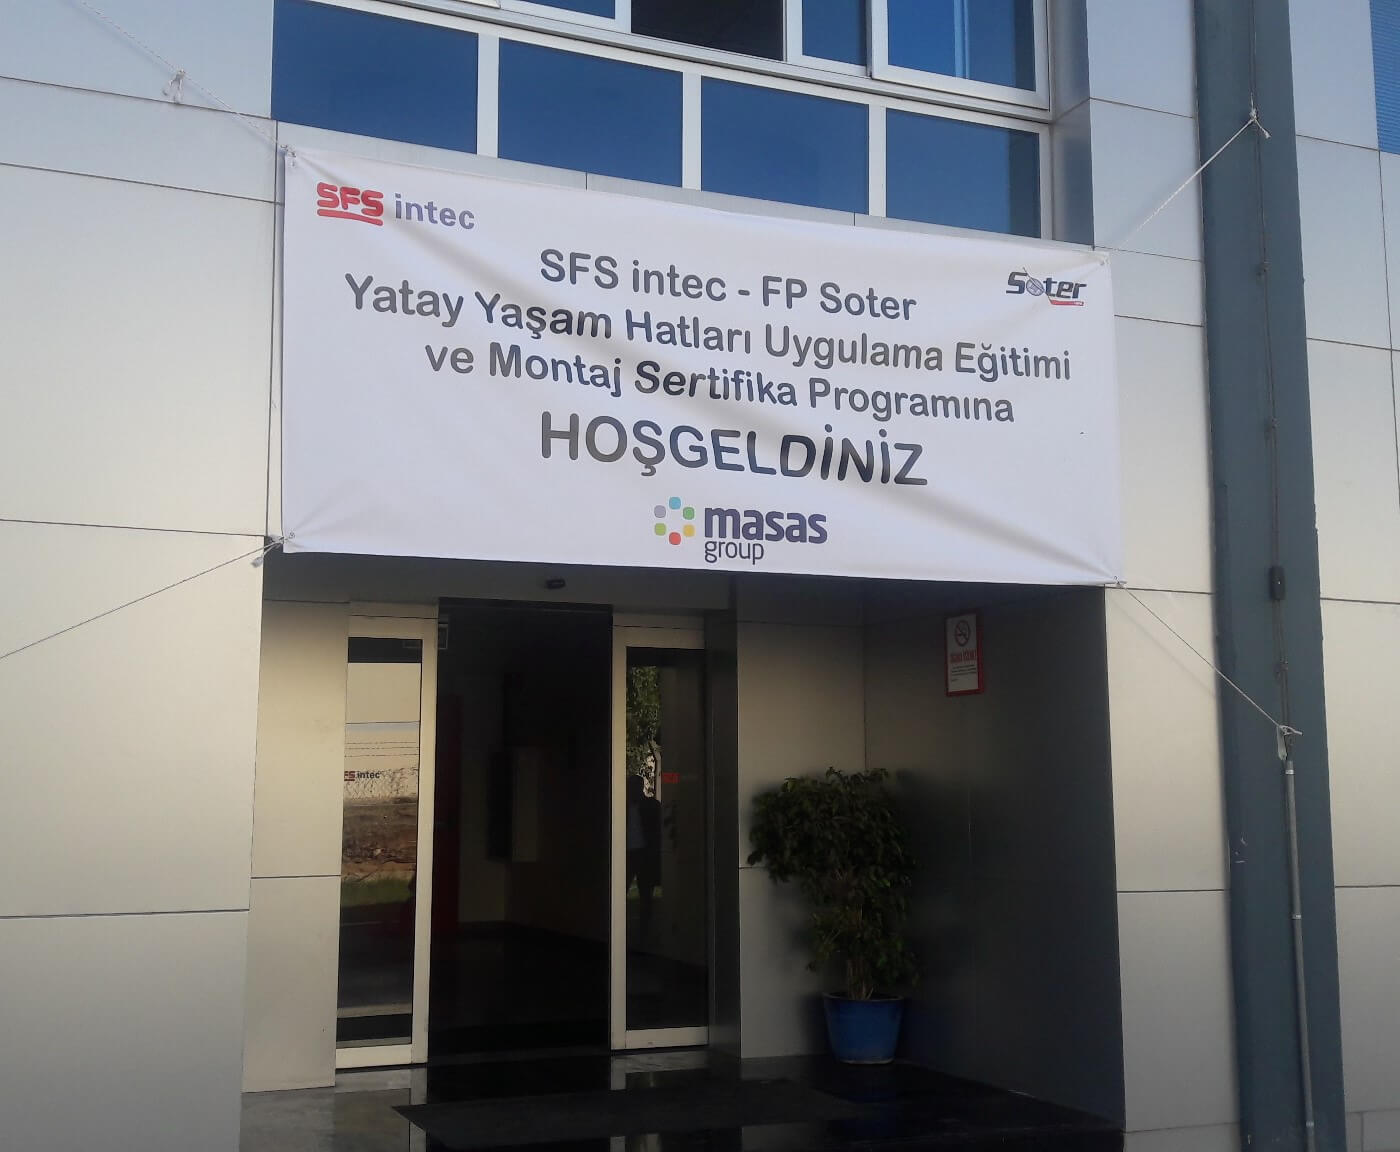 SFS intec
Soter
SFS intec - FP Soter
Yatay Yaşam Hatları Uygulama Eğitimi
ve Montaj Sertifika Programına
HOŞGELDİNİZ
masas
group
intec